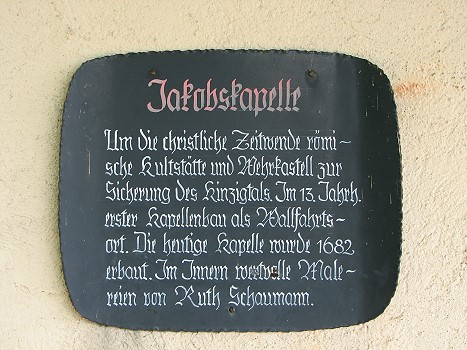 Jakobskapelle
Um die christliche Zeitwende römi-
sche Kultstätte und Wehrkastell zur
Sicherung des Kinzigtals. Im 13. Jahrh.
erster Kapellenbau als Wallfahrts-
ort. Die heutige Kapelle wurde 1682
erbaut. Im Innern wertvolle Male-
reien von Ruth Schaumann.